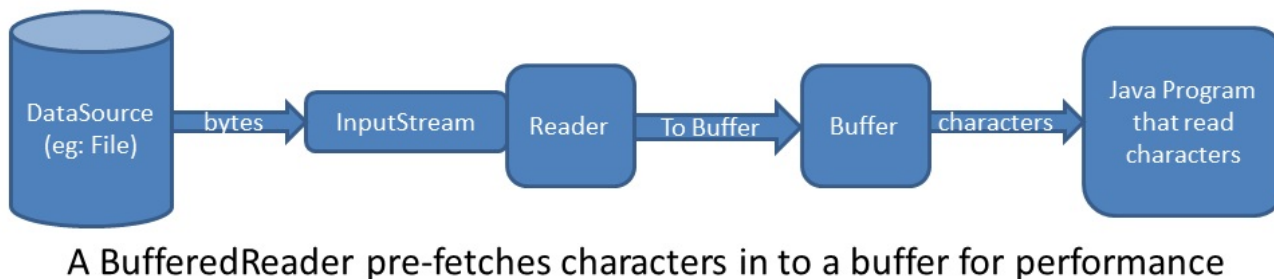 DataSource
(eg: File)
bytes
InputStream
Reader
To Buffer
Buffer
characters
Java Program
that read
characters
A BufferedReader pre-fetches characters in to a buffer for performance